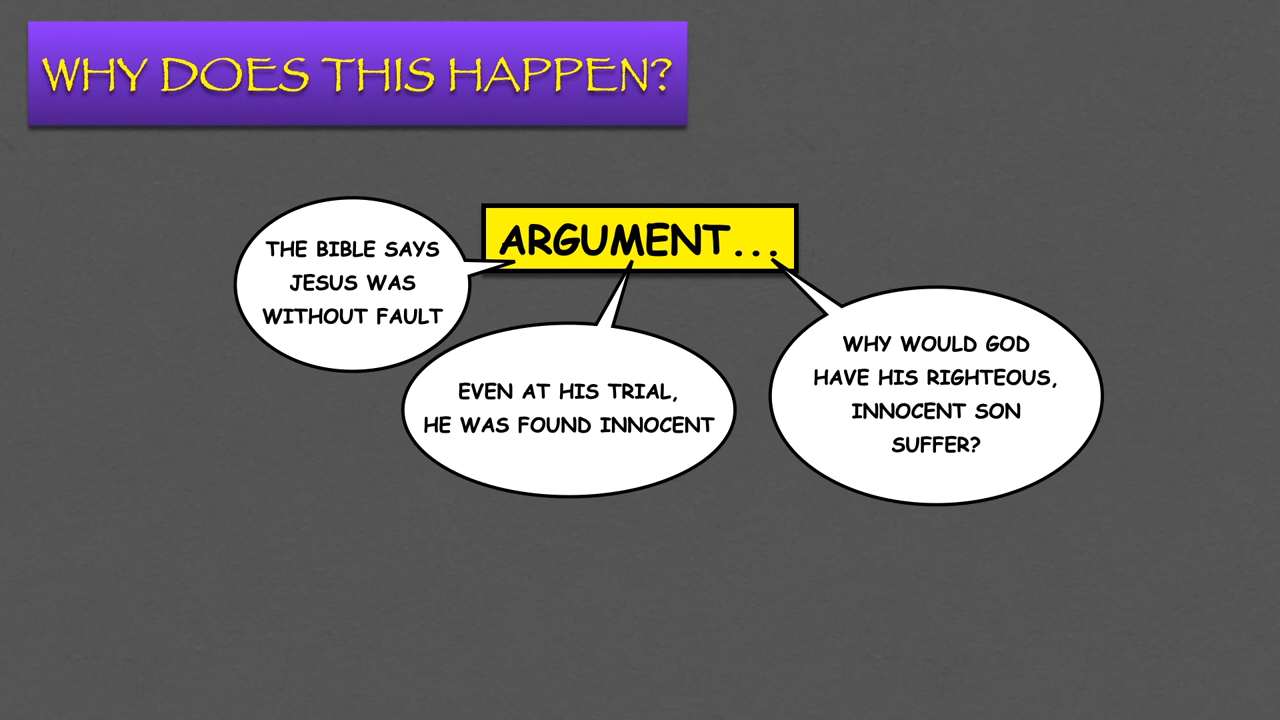 WHY DOES THIS HAPPEN?
ARGUMENT...
THE BIBLE SAYS
JESUS WAS
WITHOUT FAULT
EVEN AT HIS TRIAL,
HE WAS FOUND INNOCENT
WHY WOULD GOD
HAVE HIS RIGHTEOUS,
INNOCENT SON
SUFFER?